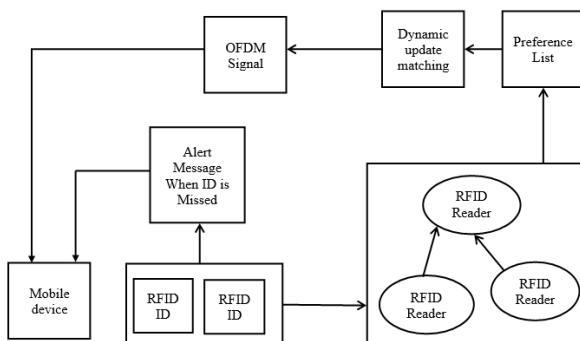 OFDM
Signal
Dynamic
update
matching
Preference
List
Alert
Message
When ID is
Missed
RFID
Reader
RFID
Reader
RFID
Reader
Mobile
device
RFID
ID
RFID
ID